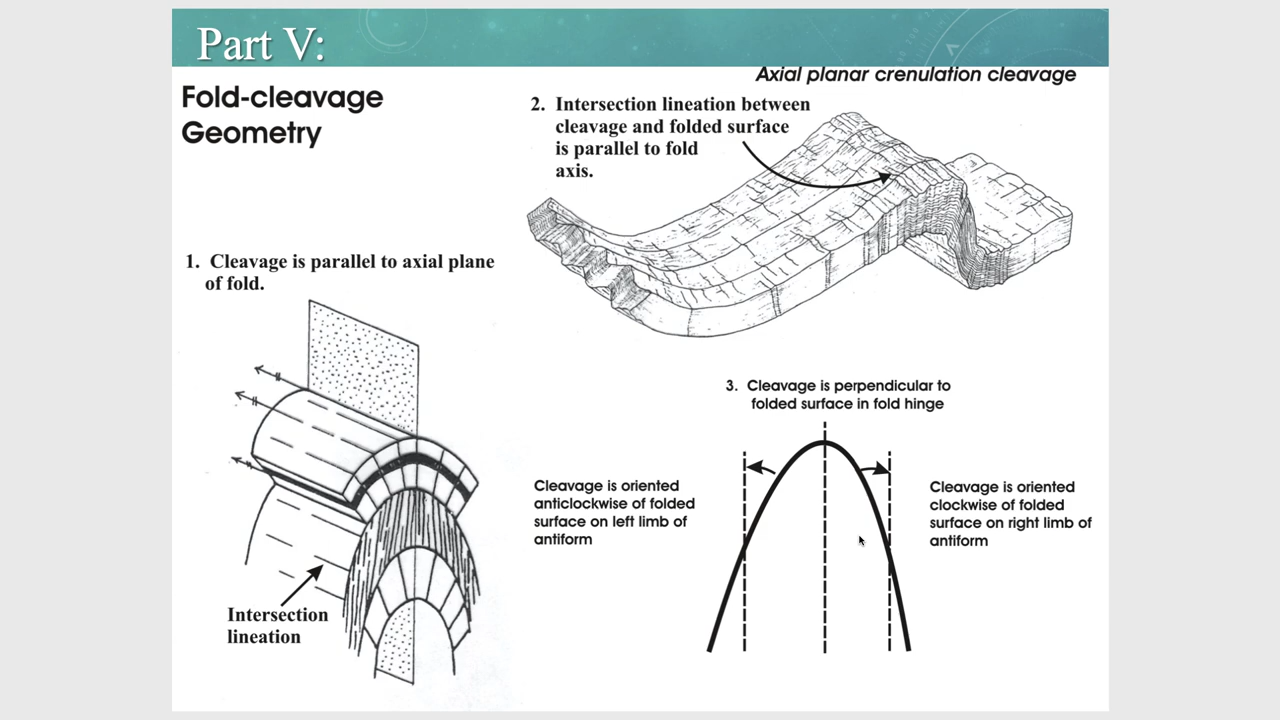 Part V:
Fold-cleavage
Geometry
Axial planar crenulation cleavage
2. Intersection lineation between
cleavage and folded surface
is parallel to fold
axis.
1. Cleavage is parallel to axial plane
of fold.
Intersection
lineation
3. Cleavage is perpendicular to
folded surface in fold hinge
Cleavage is oriented
anticlockwise of folded
surface on left limb of
antiform
Cleavage is oriented
clockwise of folded
surface on right limb of
antiform